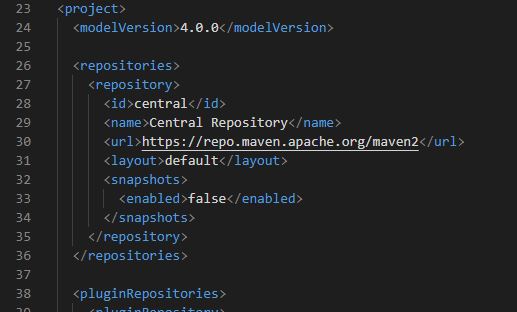 23 <project>
24 <modelVersion>4.0.0</modelVersion>
25
26 <repositories>
27 <repository>
28 <id>central</id>
29 <name>Central Repository</name>
30 <url>https://repo.maven.apache.org/maven2</url>
31 <layout>default</layout>
32 <snapshots>
33 <enabled>false</enabled>
34 </snapshots>
35 </repository>
36 </repositories>
37
38 <pluginRepositories>
39 <pluginRepository>